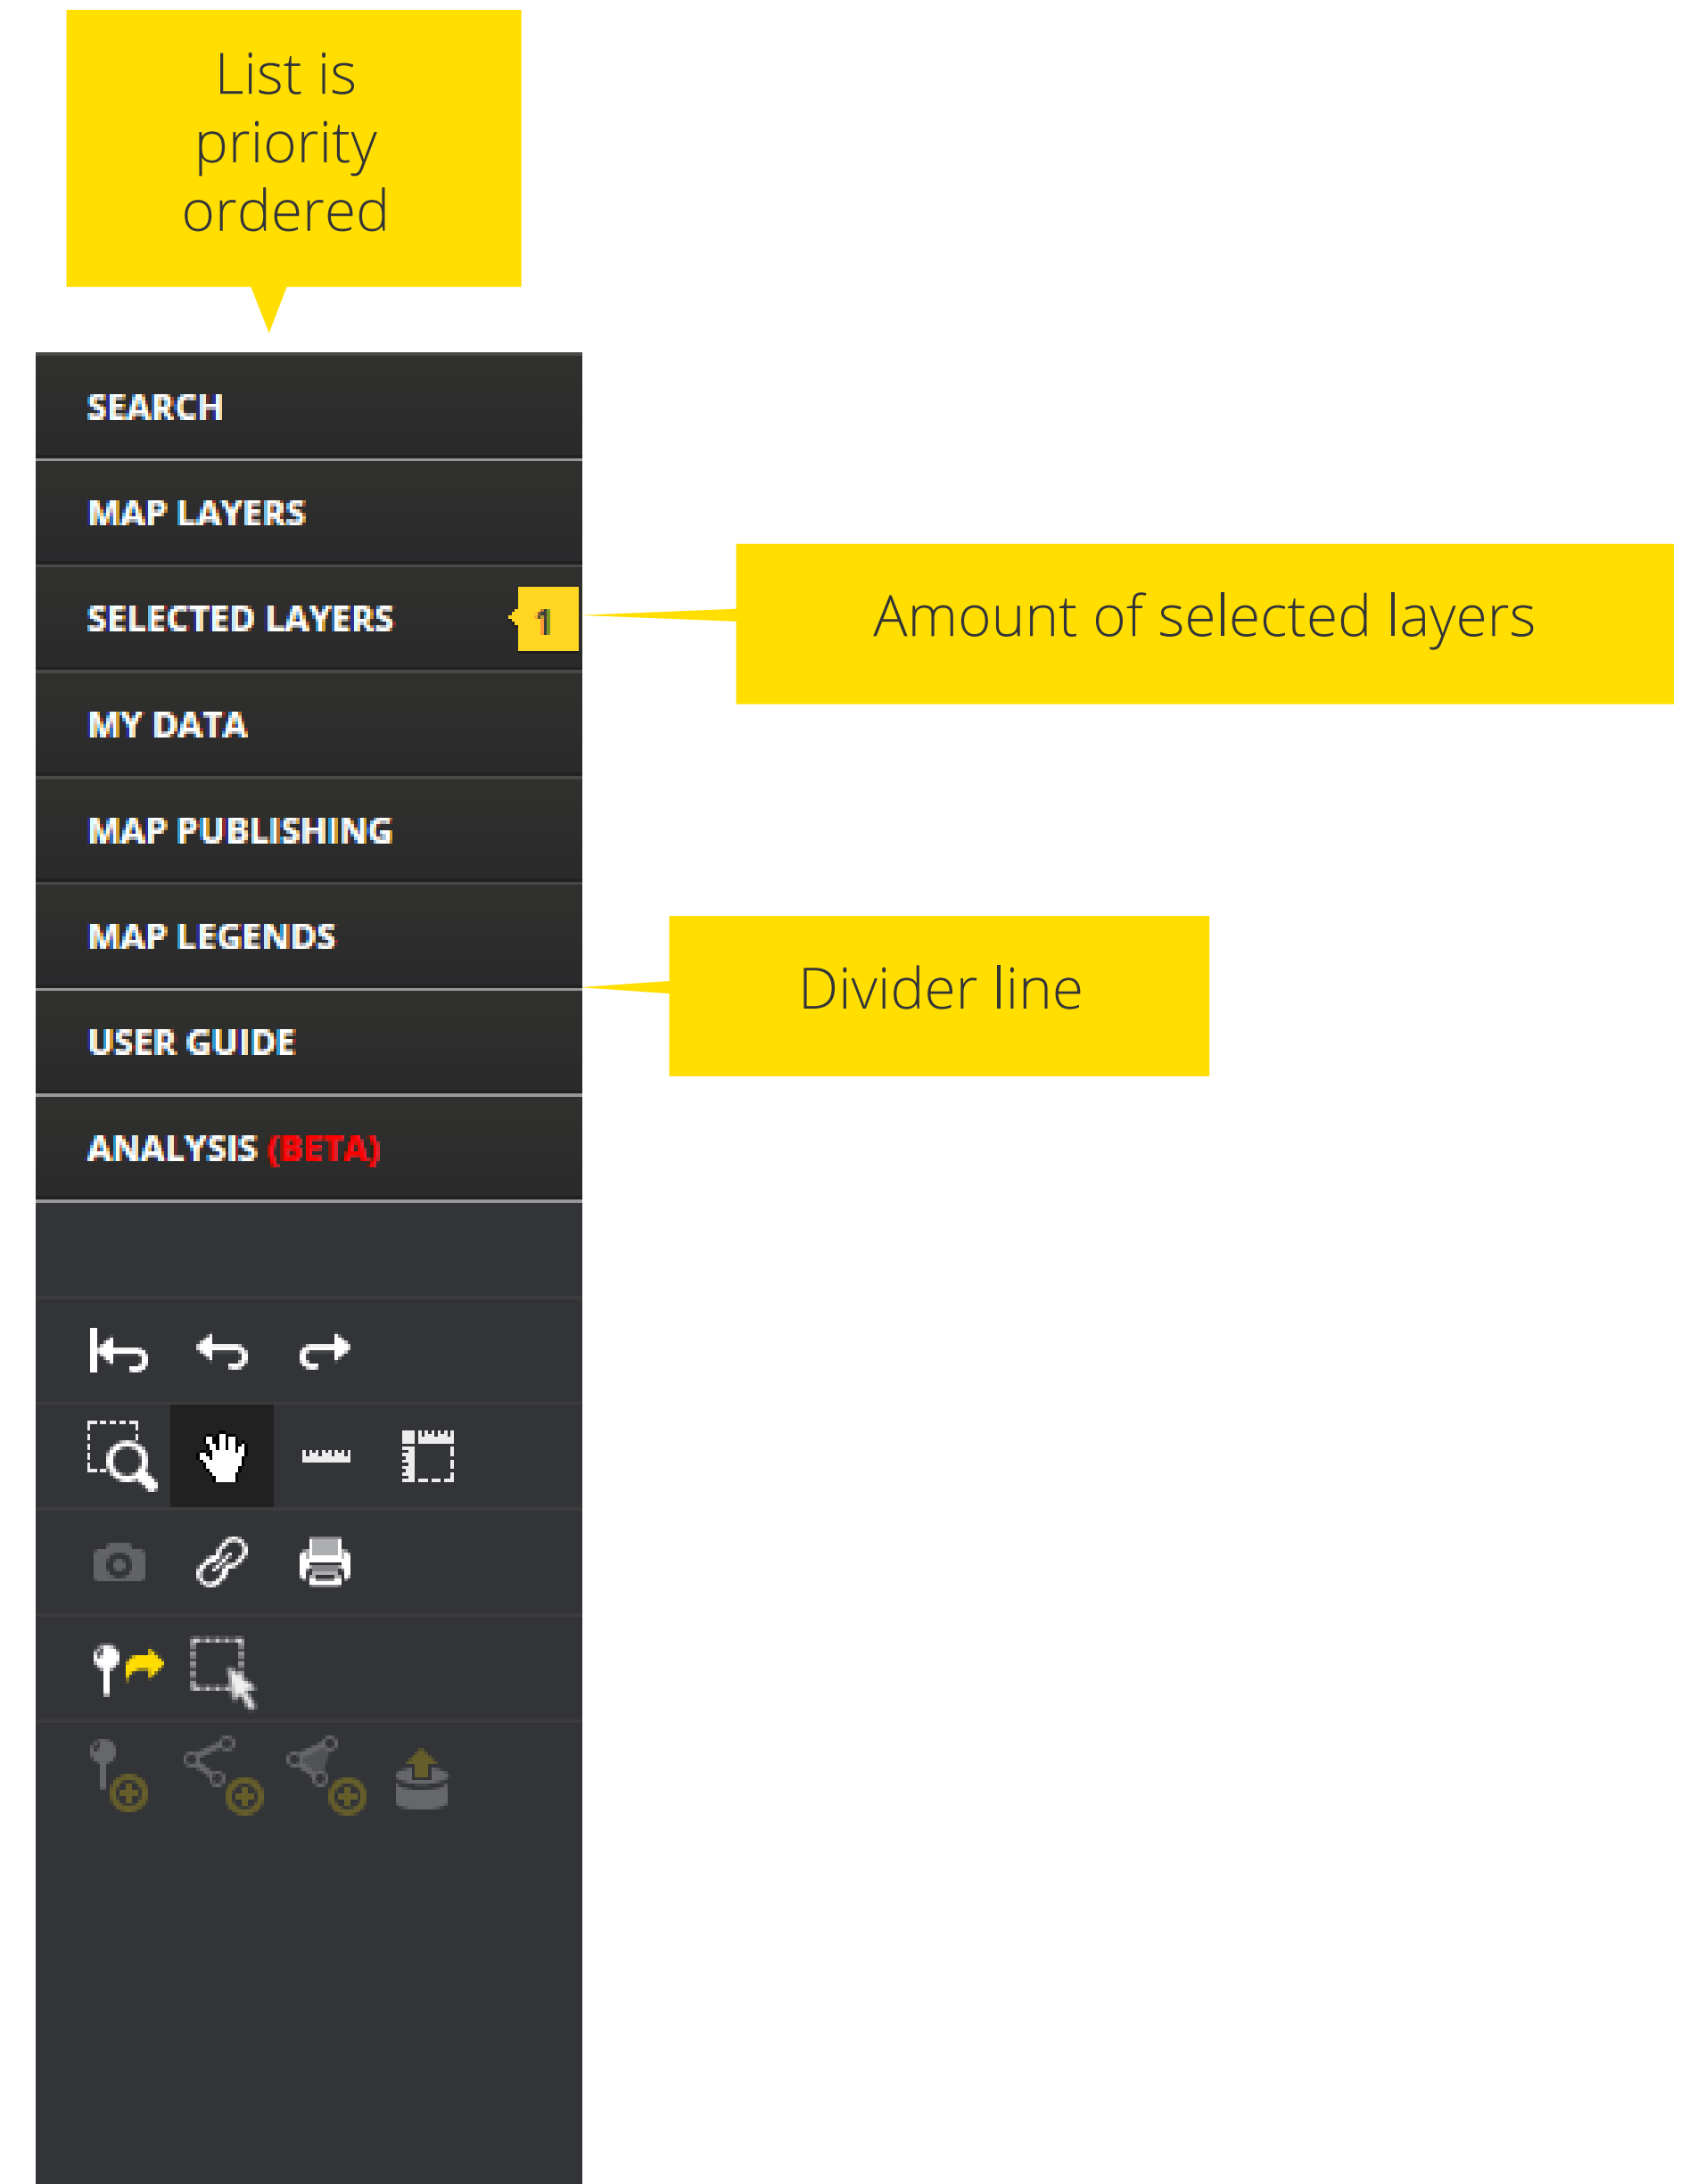 List is
priority
ordered
SEARCH
MAP LAYERS
SELECTED LAYERS 1
Amount of selected layers
MY DATA
MAP PUBLISHING
MAP LEGENDS
Divider line
USER GUIDE
ANALYSIS (BETA)